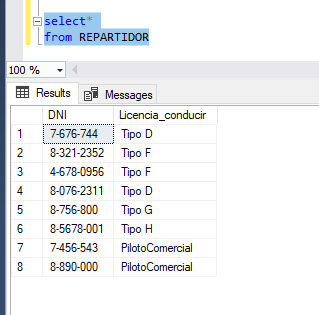 select*
from REPARTIDOR
100 %
Results Messages
DNI Licencia_conducir
1 7-676-744 Tipo D
2 8-321-2352 Tipo F
3 4-678-0956 Tipo F
4 8-076-2311 Tipo D
5 8-756-800 Tipo G
6 8-5678-001 Tipo H
7 7-456-543 PilotoComercial
8 8-890-000 PilotoComercial